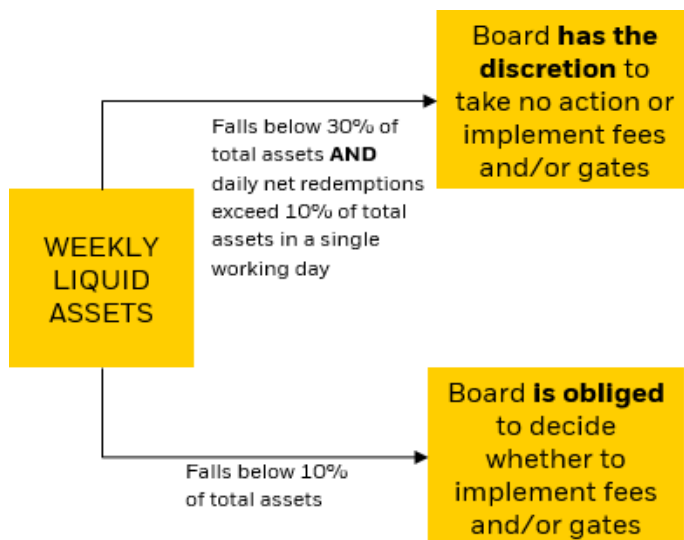 WEEKLY
LIQUID
ASSETS
Falls below 30% of
total assets AND
daily net redemptions
exceed 10% of total
assets in a single
working day
Board has the
discretion to
take no action or
implement fees
and/or gates
Falls below 10%
of total assets
Board is obliged
to decide
whether to
implement fees
and/or gates